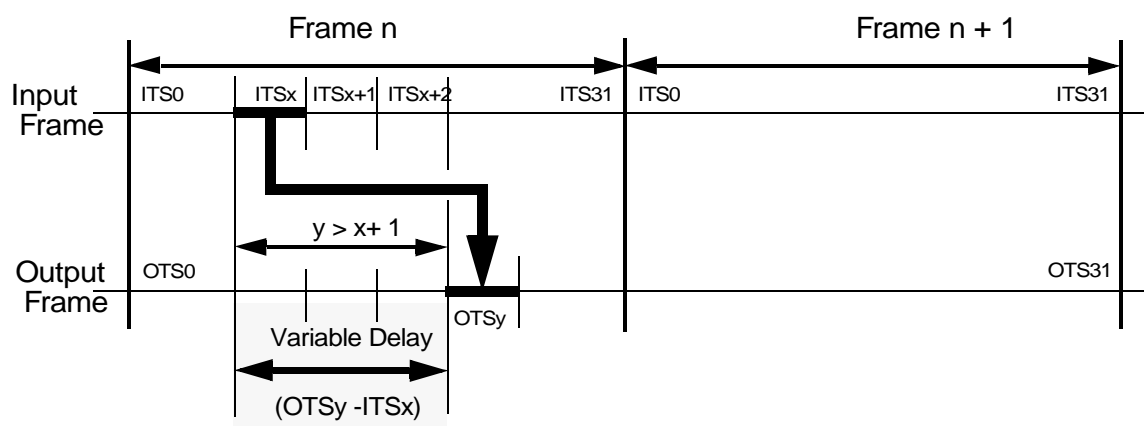 Frame n
Frame n + 1
Input
Frame
ITS0
ITSx
ITSx+1
ITSx+2
ITS31
ITS0
ITS31
y > x+ 1
Output
Frame
OTS0
OTSy
OTS31
Variable Delay
(OTSy -ITSx)